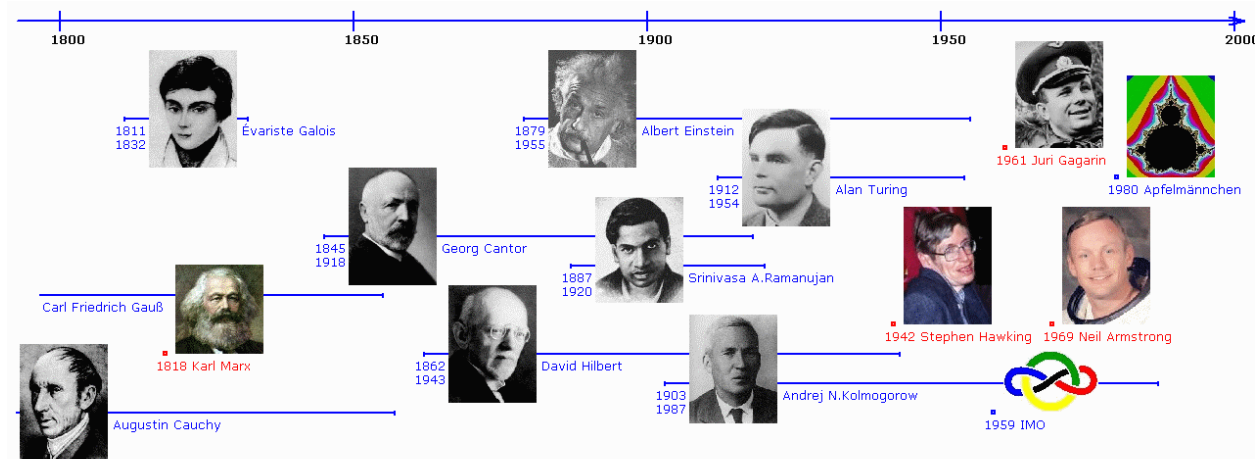 1800
1850
1900
1950
2000
1811
1832
Évariste Galois
1879
1955
Albert Einstein
1961 Juri Gagarin
1912
1954
Alan Turing
1980 Apfelmännchen
1845
1918
Georg Cantor
1887
1920
Srinivasa A.Ramanujan
Carl Friedrich Gauß
1818 Karl Marx
1942 Stephen Hawking
1969 Neil Armstrong
1862
1943
David Hilbert
1903
1987
Andrej N.Kolmogorow
Augustin Cauchy
1959 IMO